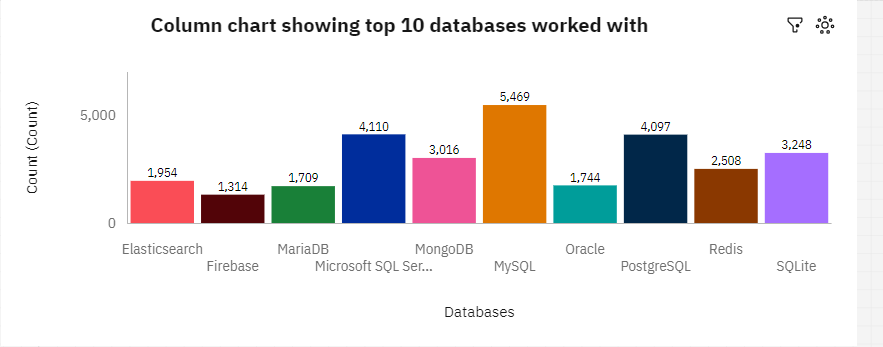 Column chart showing top 10 databases worked with
Count (Count)
5,000
0
1,954
1,314
1,709
4,110
3,016
5,469
1,744
4,097
2,508
3,248
Elasticsearch
Firebase
MariaDB
Microsoft SQL Ser...
MongoDB
MySQL
Oracle
PostgreSQL
Redis
SQLite
Databases